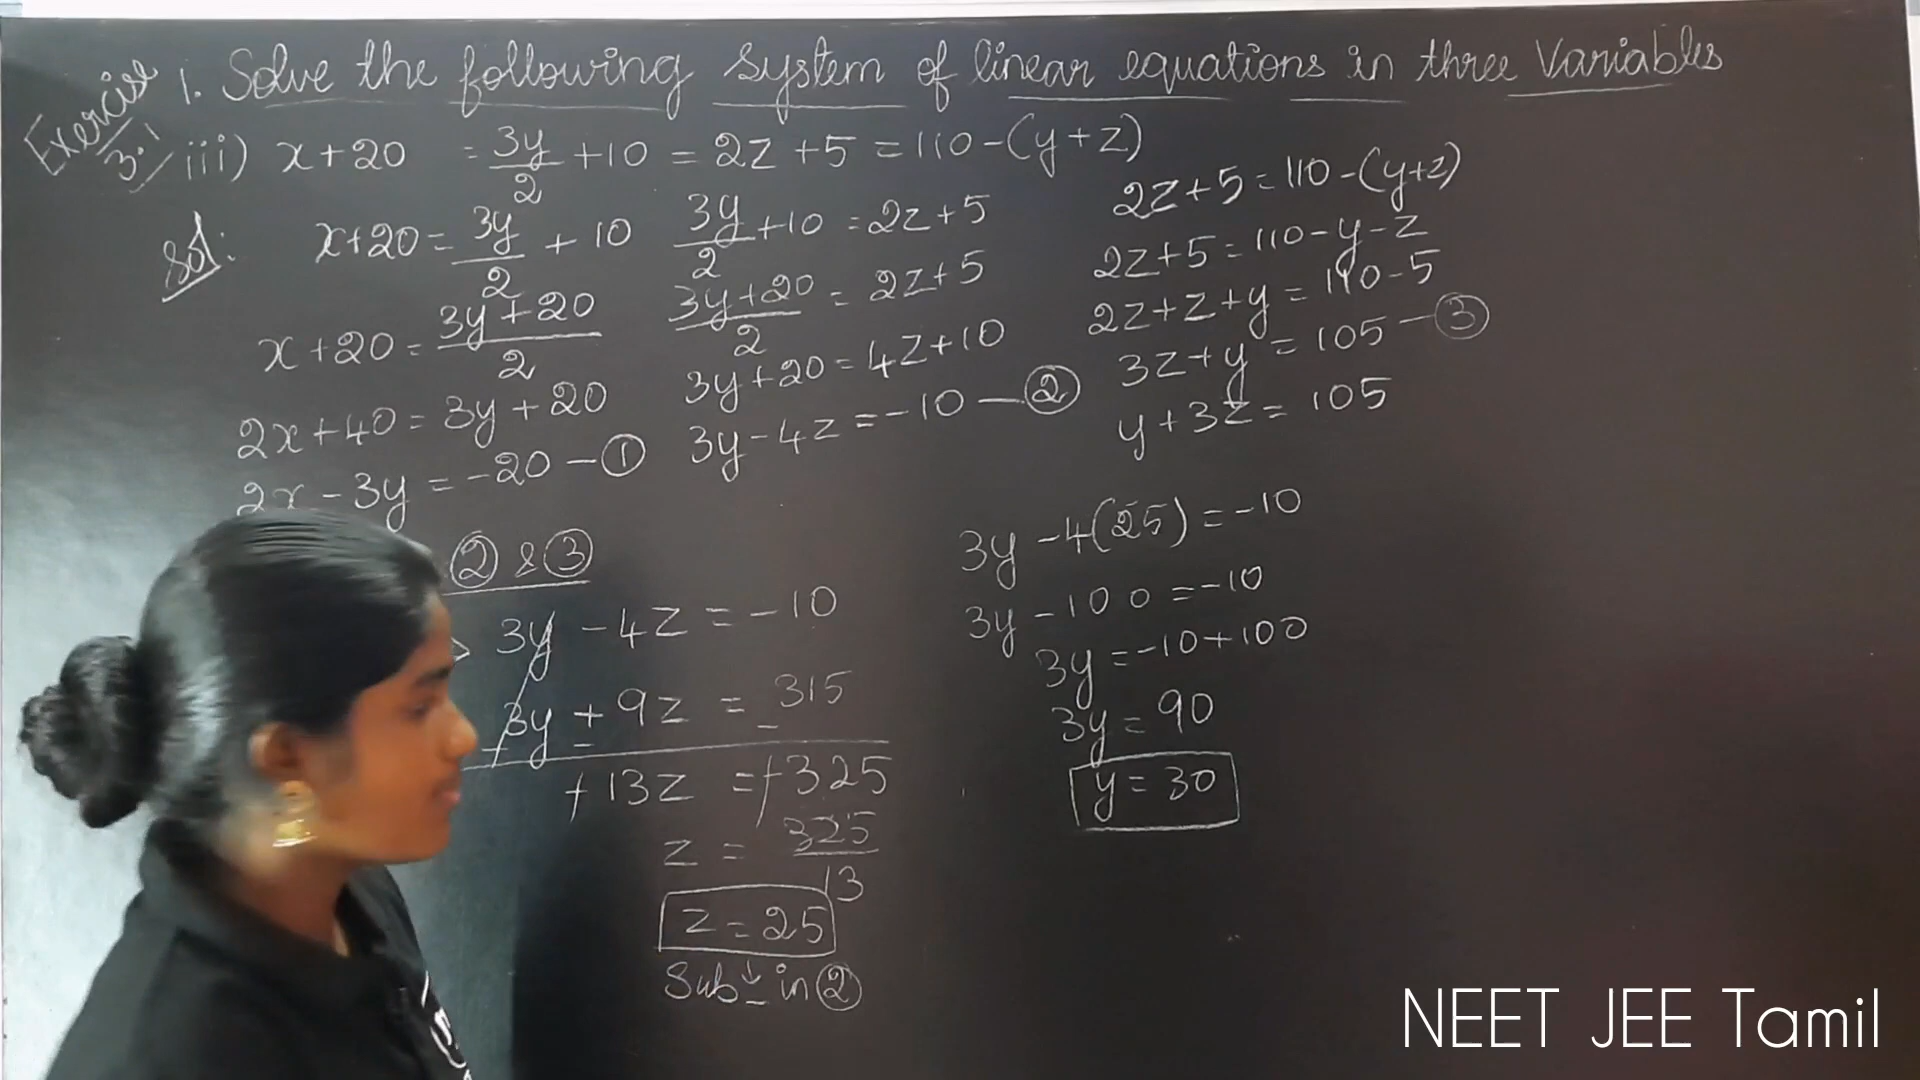 Exercise 3.1
1. Solve the following system of linear equations in three Variables
iii) x+20 = 3y/2 +10 = 2z+5 = 110-(y+z)
Sol:
x+20 = 3y/2 + 10
x+20 = 3y+20/2
2x+40 = 3y+20
2x-3y = -20 — ①
3y/2 +10 = 2z+5
3y+20/2 = 2z+5
3y+20 = 4z+10
3y-4z = -10 — ②
2z+5 = 110-(y+z)
2z+5 = 110-y-z
2z+z+y = 110-5
3z+y = 105 — ③
y+3z = 105
② & ③
3y - 4z = -10
3y + 9z = 315
- - -
+13z = +325
z = 325/13
z = 25
Sub in ②
3y -4(25) = -10
3y -100 = -10
3y = -10+100
3y = 90
y = 30
NEET JEE Tamil